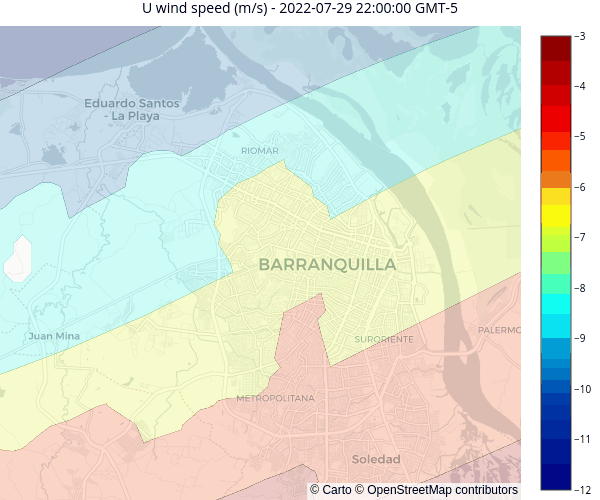 U wind speed (m/s) - 2022-07-29 22:00:00 GMT-5
Eduardo Santos
- La Playa
RIOMAR
BARRANQUILLA
Juan Mina
SURORIENTE
PALERMO
METROPOLITANA
Soledad
© Carto © OpenStreetMap contributors
−3
−4
−5
−6
−7
−8
−9
−10
−11
−12